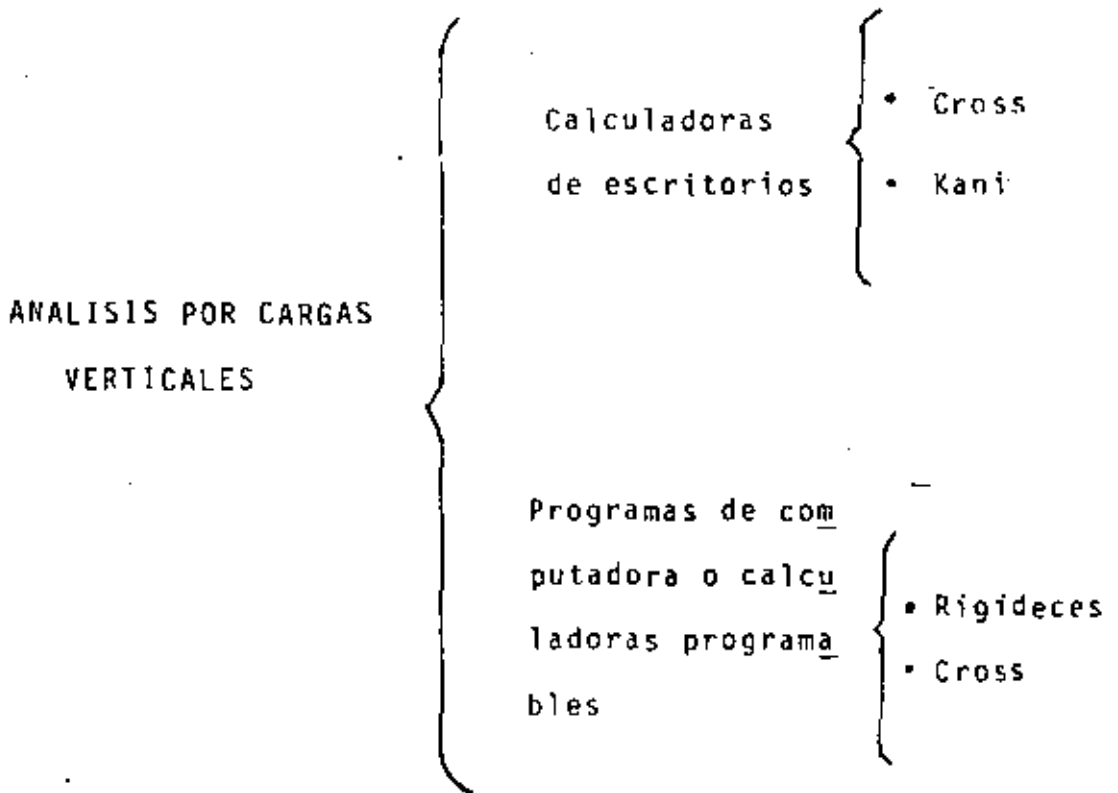 ANALISIS POR CARGAS
VERTICALES
Calculadoras
de escritorios
• Cross
• Kani
Programas de com
putadora o calcu
ladoras programa
bles
• Rigideces
• Cross